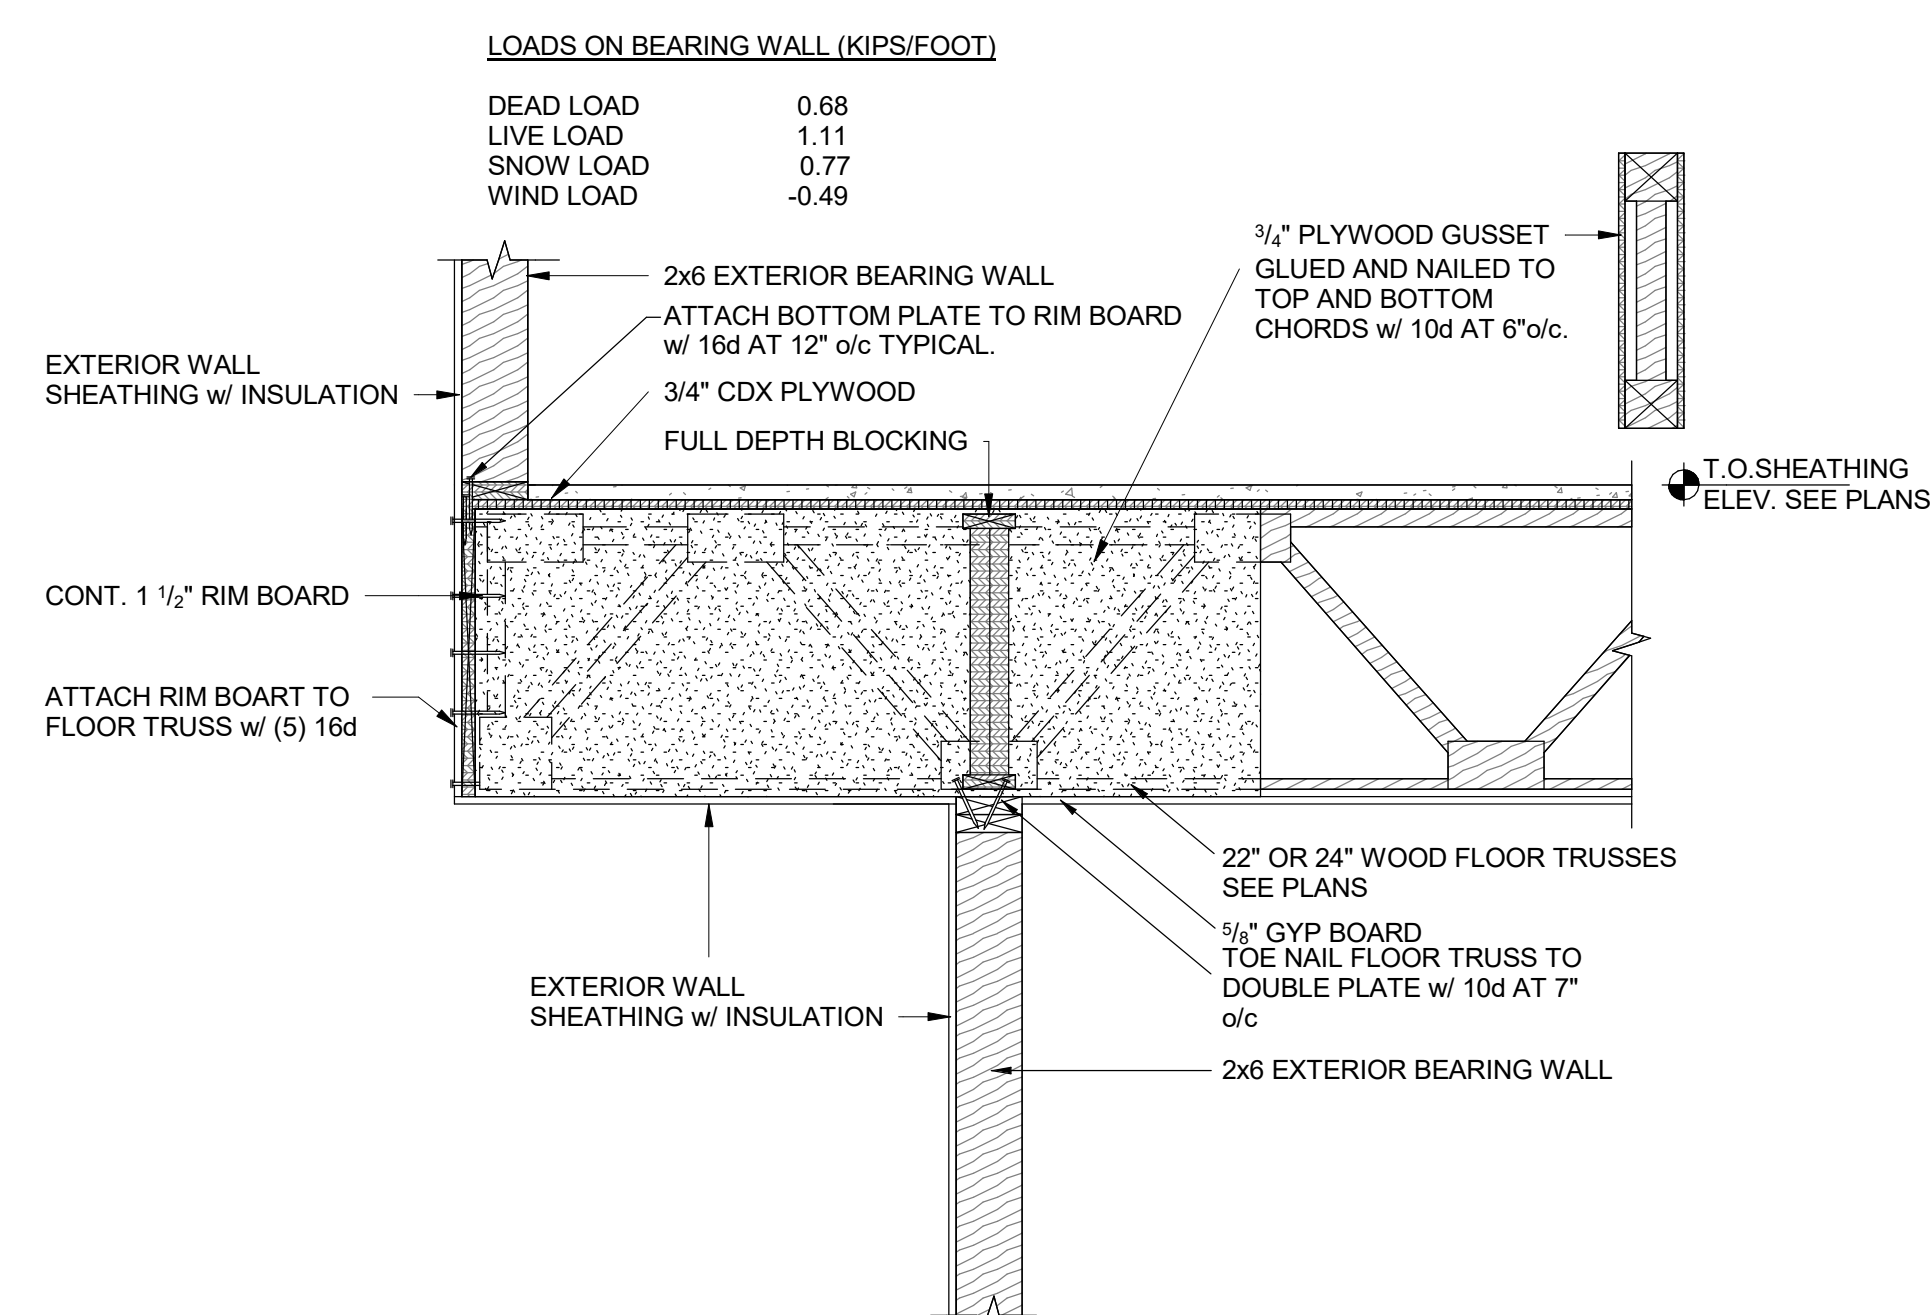 LOADS ON BEARING WALL (KIPS/FOOT)
DEAD LOAD 0.68
LIVE LOAD 1.11
SNOW LOAD 0.77
WIND LOAD -0.49
3/4" PLYWOOD GUSSET
GLUED AND NAILED TO
TOP AND BOTTOM
CHORDS w/ 10d AT 6"o/c.
2x6 EXTERIOR BEARING WALL
ATTACH BOTTOM PLATE TO RIM BOARD
w/ 16d AT 12" o/c TYPICAL.
EXTERIOR WALL
SHEATHING w/ INSULATION
3/4" CDX PLYWOOD
FULL DEPTH BLOCKING
T.O.SHEATHING
ELEV. SEE PLANS
CONT. 1 1/2" RIM BOARD
ATTACH RIM BOART TO
FLOOR TRUSS w/ (5) 16d
22" OR 24" WOOD FLOOR TRUSSES
SEE PLANS
5/8" GYP BOARD
TOE NAIL FLOOR TRUSS TO
DOUBLE PLATE w/ 10d AT 7"
o/c
EXTERIOR WALL
SHEATHING w/ INSULATION
2x6 EXTERIOR BEARING WALL